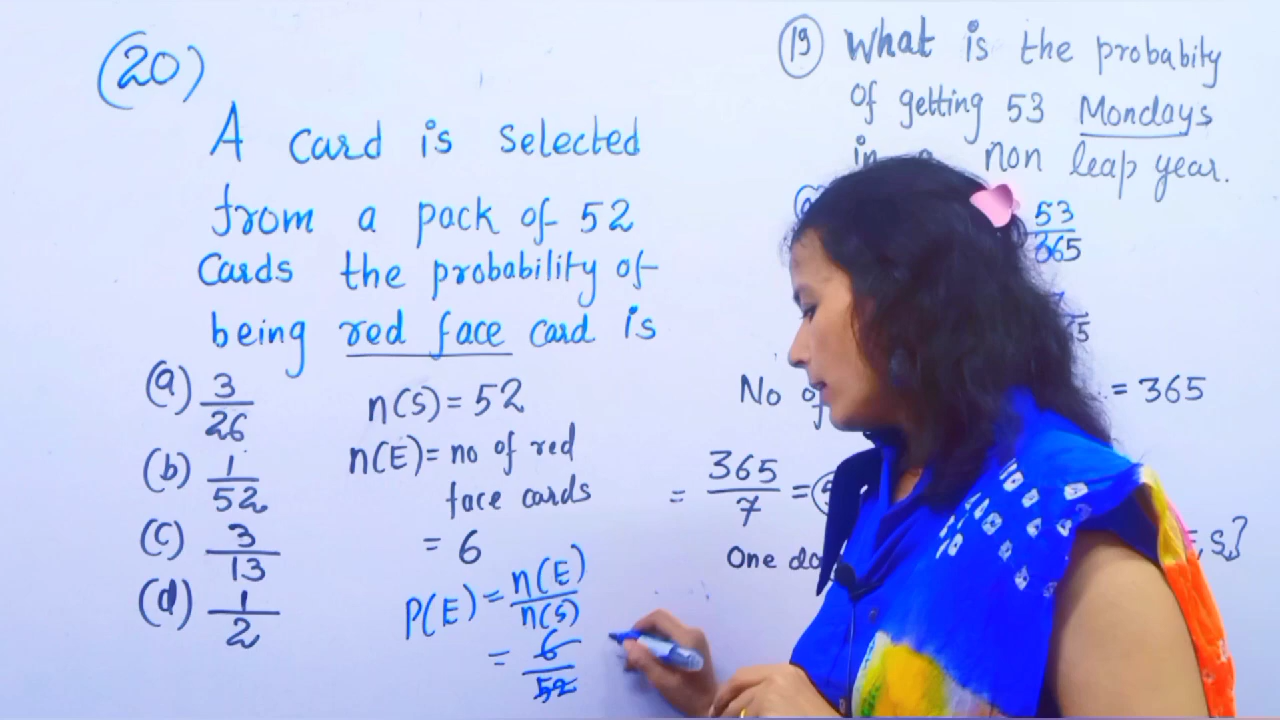 (20)
A card is selected
from a pack of 52
Cards the probability of
being red face card is
(a) 3/26
(b) 1/52
(c) 3/13
(d) 1/2
n(S) = 52
n(E) = no of red
face cards
= 6
P(E) = n(E)/n(S)
= 6/52
(19) What is the probabity
of getting 53 Mondays
in non leap year.
53/365
No of = 365
= 365/7 =
One